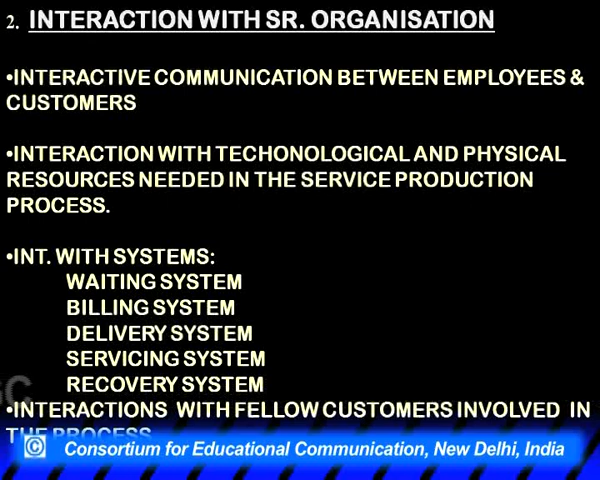 2. INTERACTION WITH SR. ORGANISATION
•INTERACTIVE COMMUNICATION BETWEEN EMPLOYEES &
CUSTOMERS
•INTERACTION WITH TECHONOLOGICAL AND PHYSICAL
RESOURCES NEEDED IN THE SERVICE PRODUCTION
PROCESS.
•INT. WITH SYSTEMS:
WAITING SYSTEM
BILLING SYSTEM
DELIVERY SYSTEM
SERVICING SYSTEM
RECOVERY SYSTEM
•INTERACTIONS WITH FELLOW CUSTOMERS INVOLVED IN
THE PROCESS
© Consortium for Educational Communication, New Delhi, India